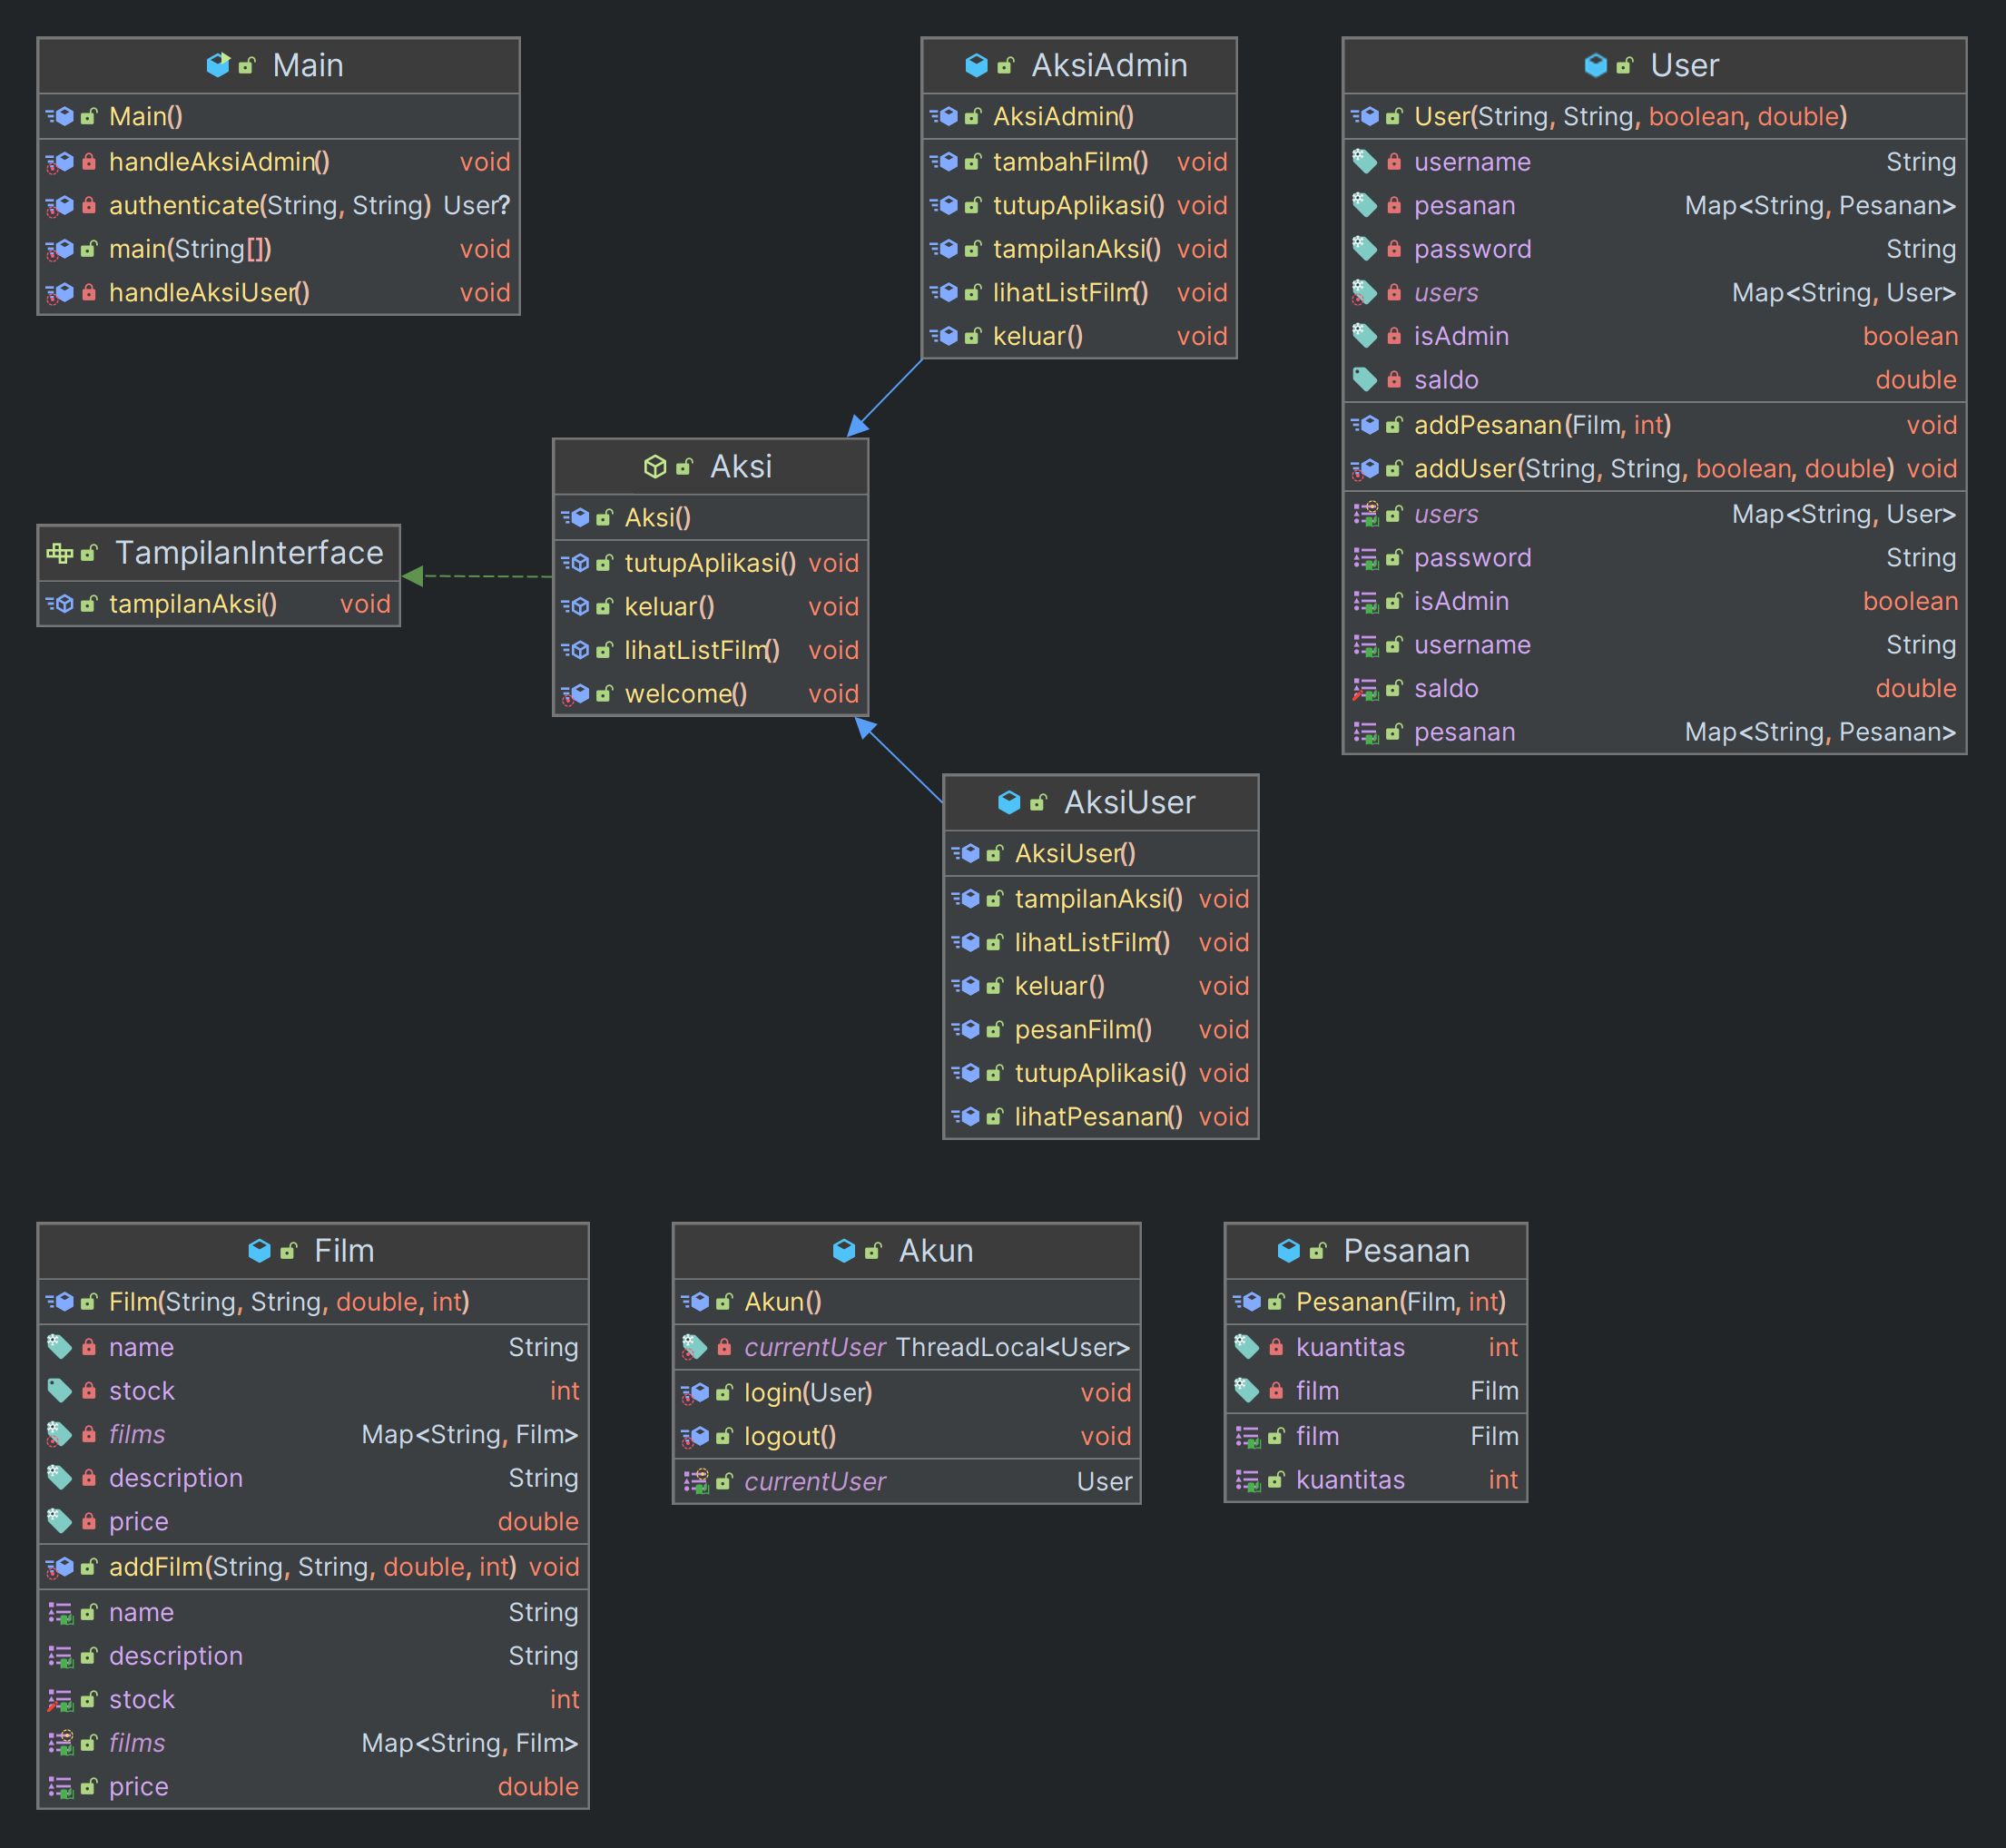 Main
Main()
handleAksiAdmin() void
authenticate(String, String) User?
main(String[]) void
handleAksiUser() void
AksiAdmin
AksiAdmin()
tambahFilm() void
tutupAplikasi() void
tampilanAksi() void
lihatListFilm() void
keluar() void
User
User(String, String, boolean, double)
username String
pesanan Map<String, Pesanan>
password String
users Map<String, User>
isAdmin boolean
saldo double
addPesanan(Film, int) void
addUser(String, String, boolean, double) void
users Map<String, User>
password String
isAdmin boolean
username String
saldo double
pesanan Map<String, Pesanan>
Aksi
Aksi()
tutupAplikasi() void
keluar() void
lihatListFilm() void
welcome() void
TampilanInterface
tampilanAksi() void
AksiUser
AksiUser()
tampilanAksi() void
lihatListFilm() void
keluar() void
pesanFilm() void
tutupAplikasi() void
lihatPesanan() void
Film
Film(String, String, double, int)
name String
stock int
films Map<String, Film>
description String
price double
addFilm(String, String, double, int) void
name String
description String
stock int
films Map<String, Film>
price double
Akun
Akun()
currentUser ThreadLocal<User>
login(User) void
logout() void
currentUser User
Pesanan
Pesanan(Film, int)
kuantitas int
film Film
film Film
kuantitas int